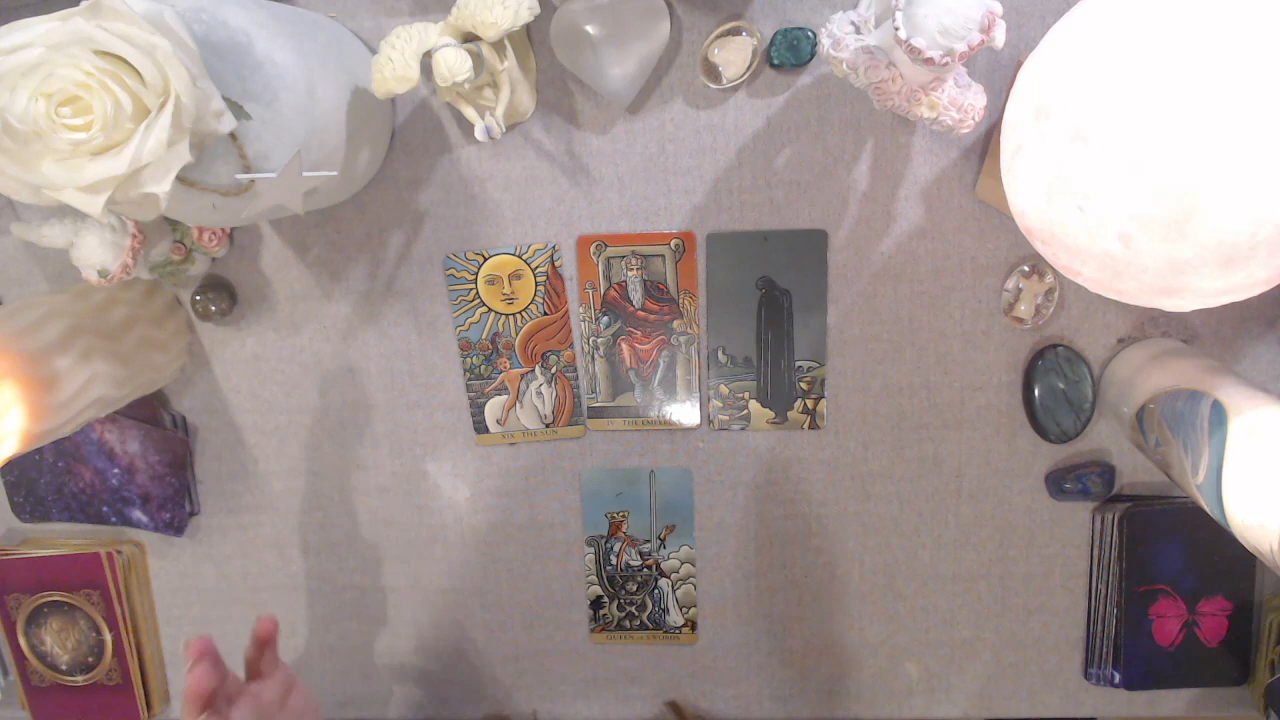 XIX. THE SUN
IV. THE EMPEROR
QUEEN OF SWORDS